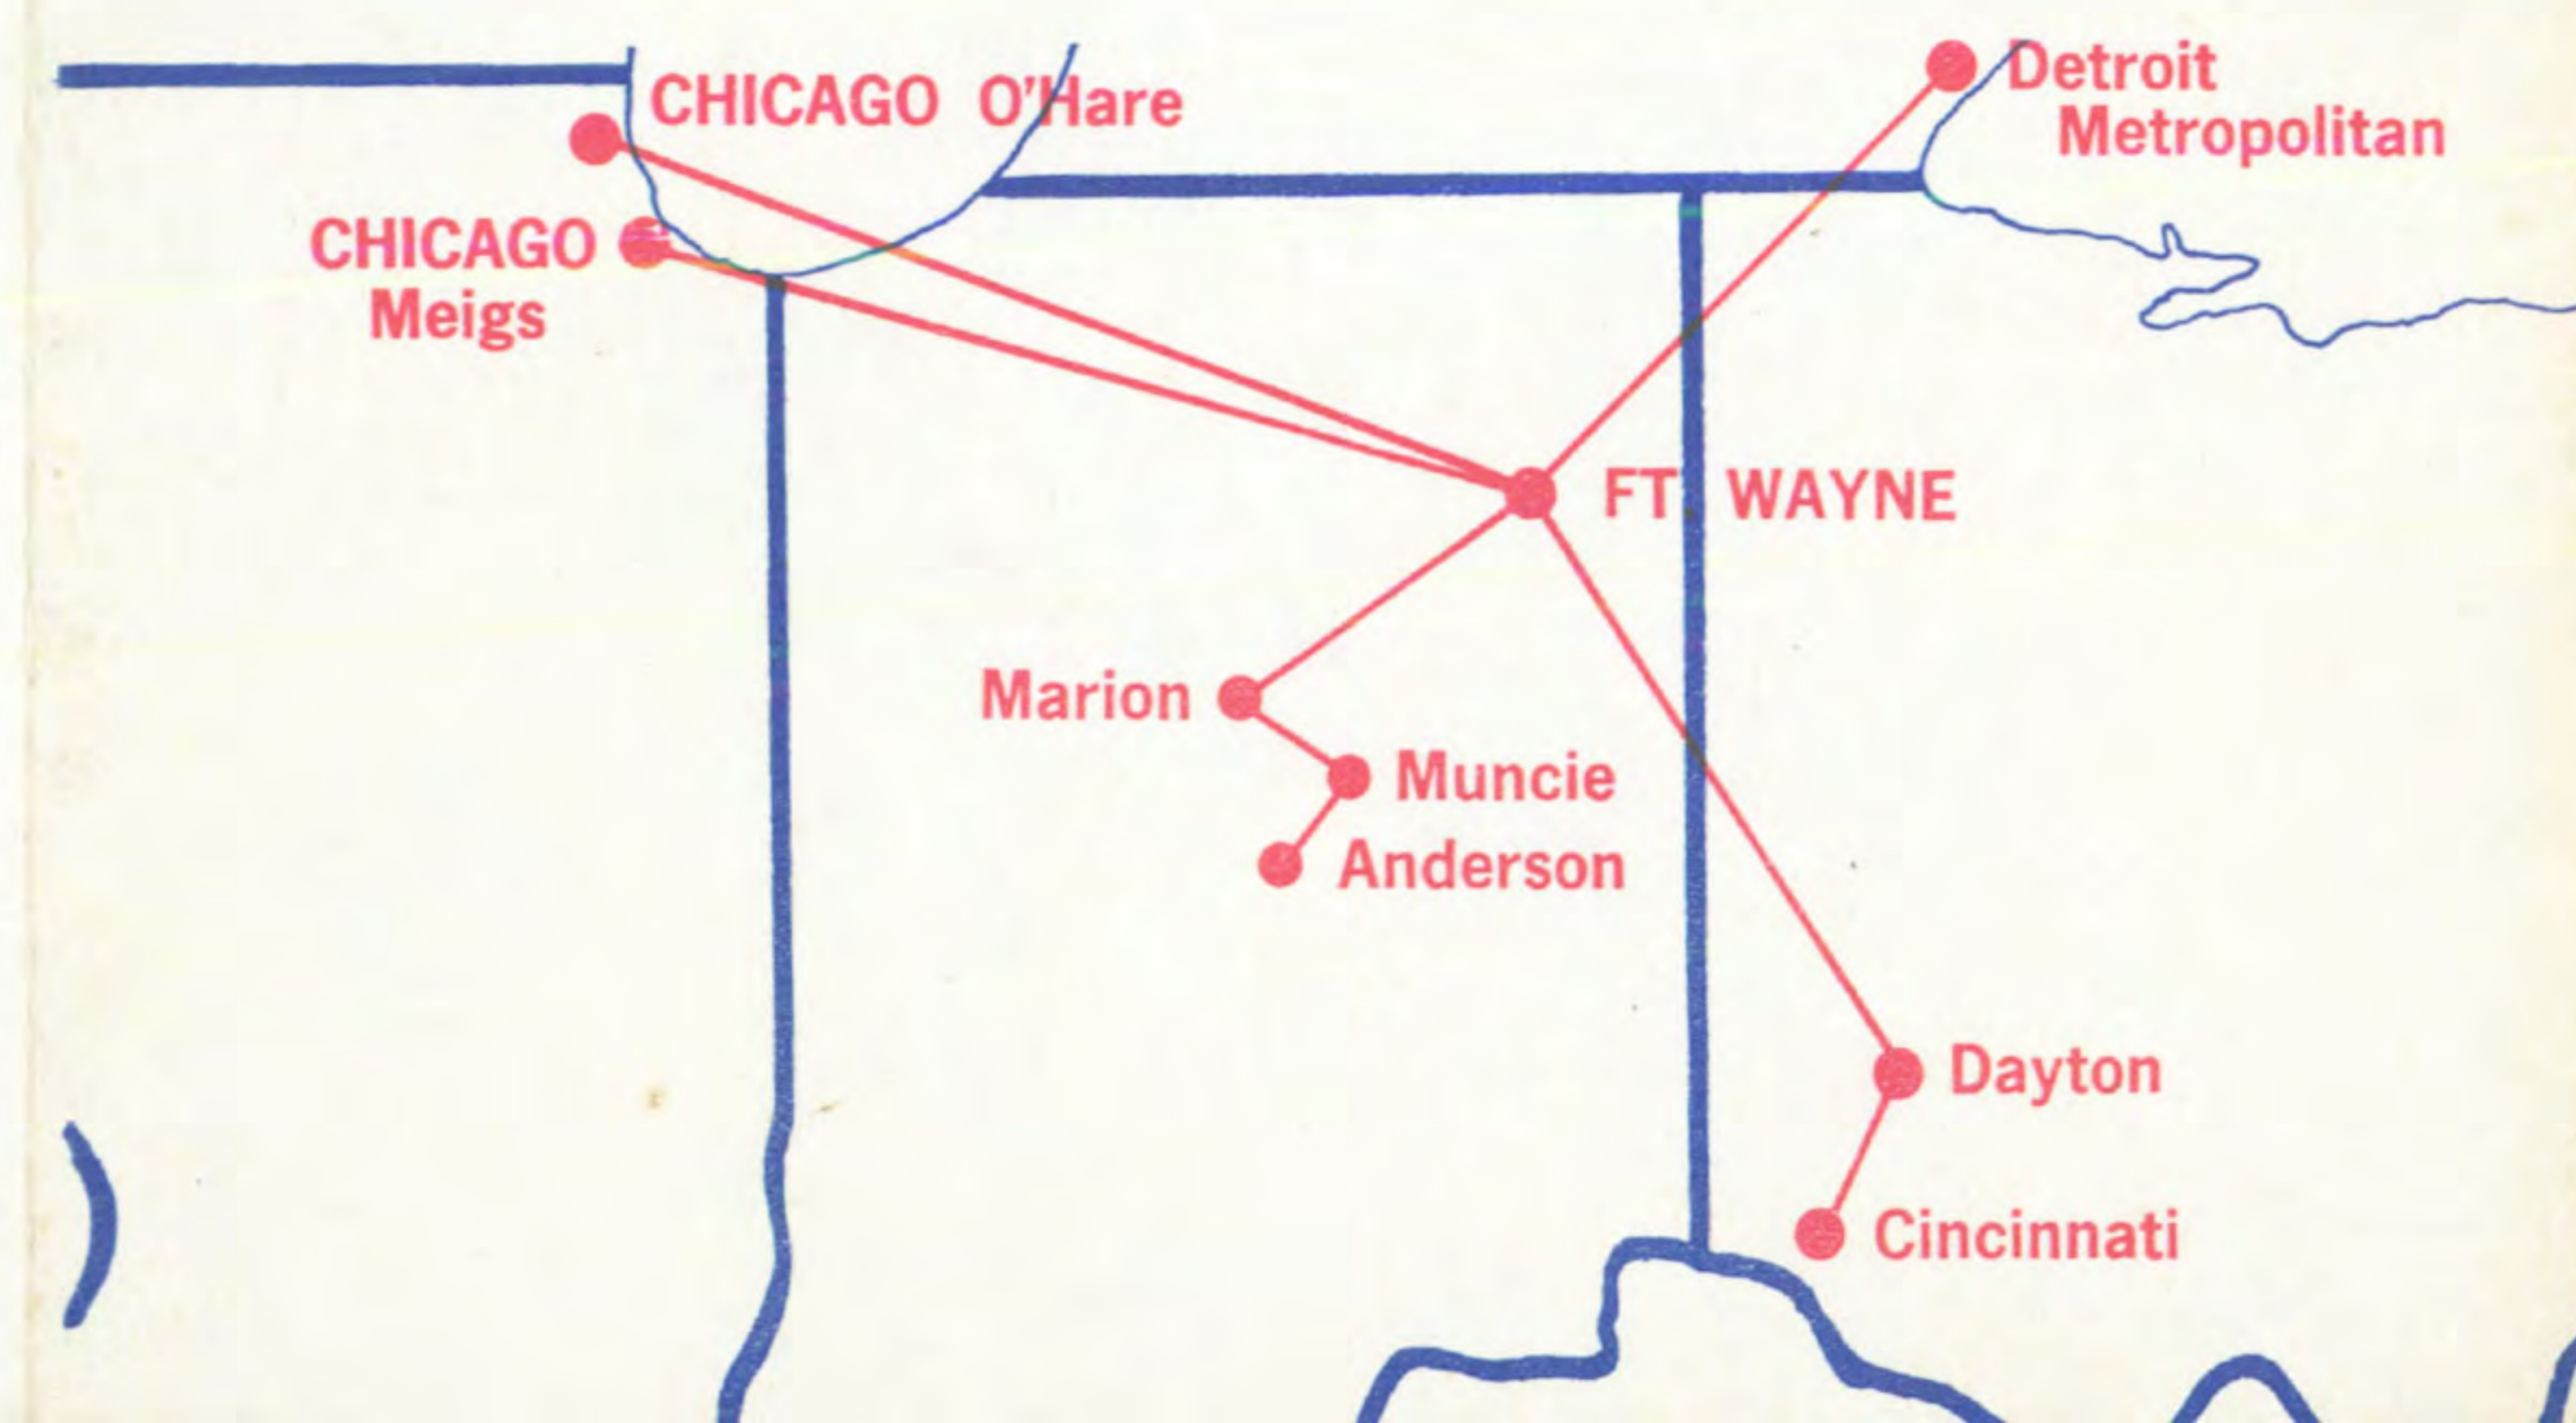 CHICAGO O'Hare
Detroit
Metropolitan
CHICAGO
Meigs
FT. WAYNE
Marion
Muncie
Anderson
Dayton
Cincinnati